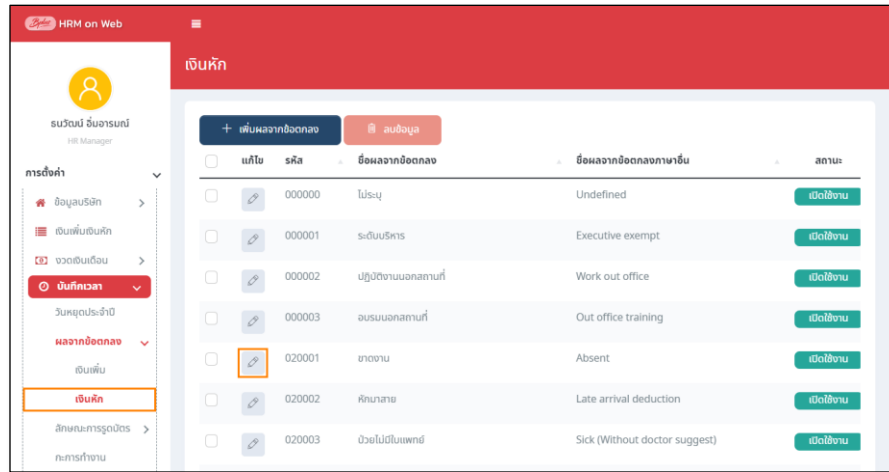 Bplus HRM on Web
เงินหัก
ธนวัฒน์ อิ่มอารมณ์
HR Manager
การตั้งค่า
ข้อมูลบริษัท
เงินเพิ่มเงินหัก
งวดเงินเดือน
บันทึกเวลา
วันหยุดประจำปี
ผลจากข้อตกลง
เงินเพิ่ม
เงินหัก
ลักษณะการรูดบัตร
กะการทำงาน
+ เพิ่มผลจากข้อตกลง ลบข้อมูล
แก้ไข รหัส ชื่อผลจากข้อตกลง ชื่อผลจากข้อตกลงภาษาอื่น สถานะ
000000 ไม่ระบุ Undefined เปิดใช้งาน
000001 ระดับบริหาร Executive exempt เปิดใช้งาน
000002 ปฏิบัติงานนอกสถานที่ Work out office เปิดใช้งาน
000003 อบรมนอกสถานที่ Out office training เปิดใช้งาน
020001 ขาดงาน Absent เปิดใช้งาน
020002 หักมาสาย Late arrival deduction เปิดใช้งาน
020003 ป่วยไม่มีใบแพทย์ Sick (Without doctor suggest) เปิดใช้งาน